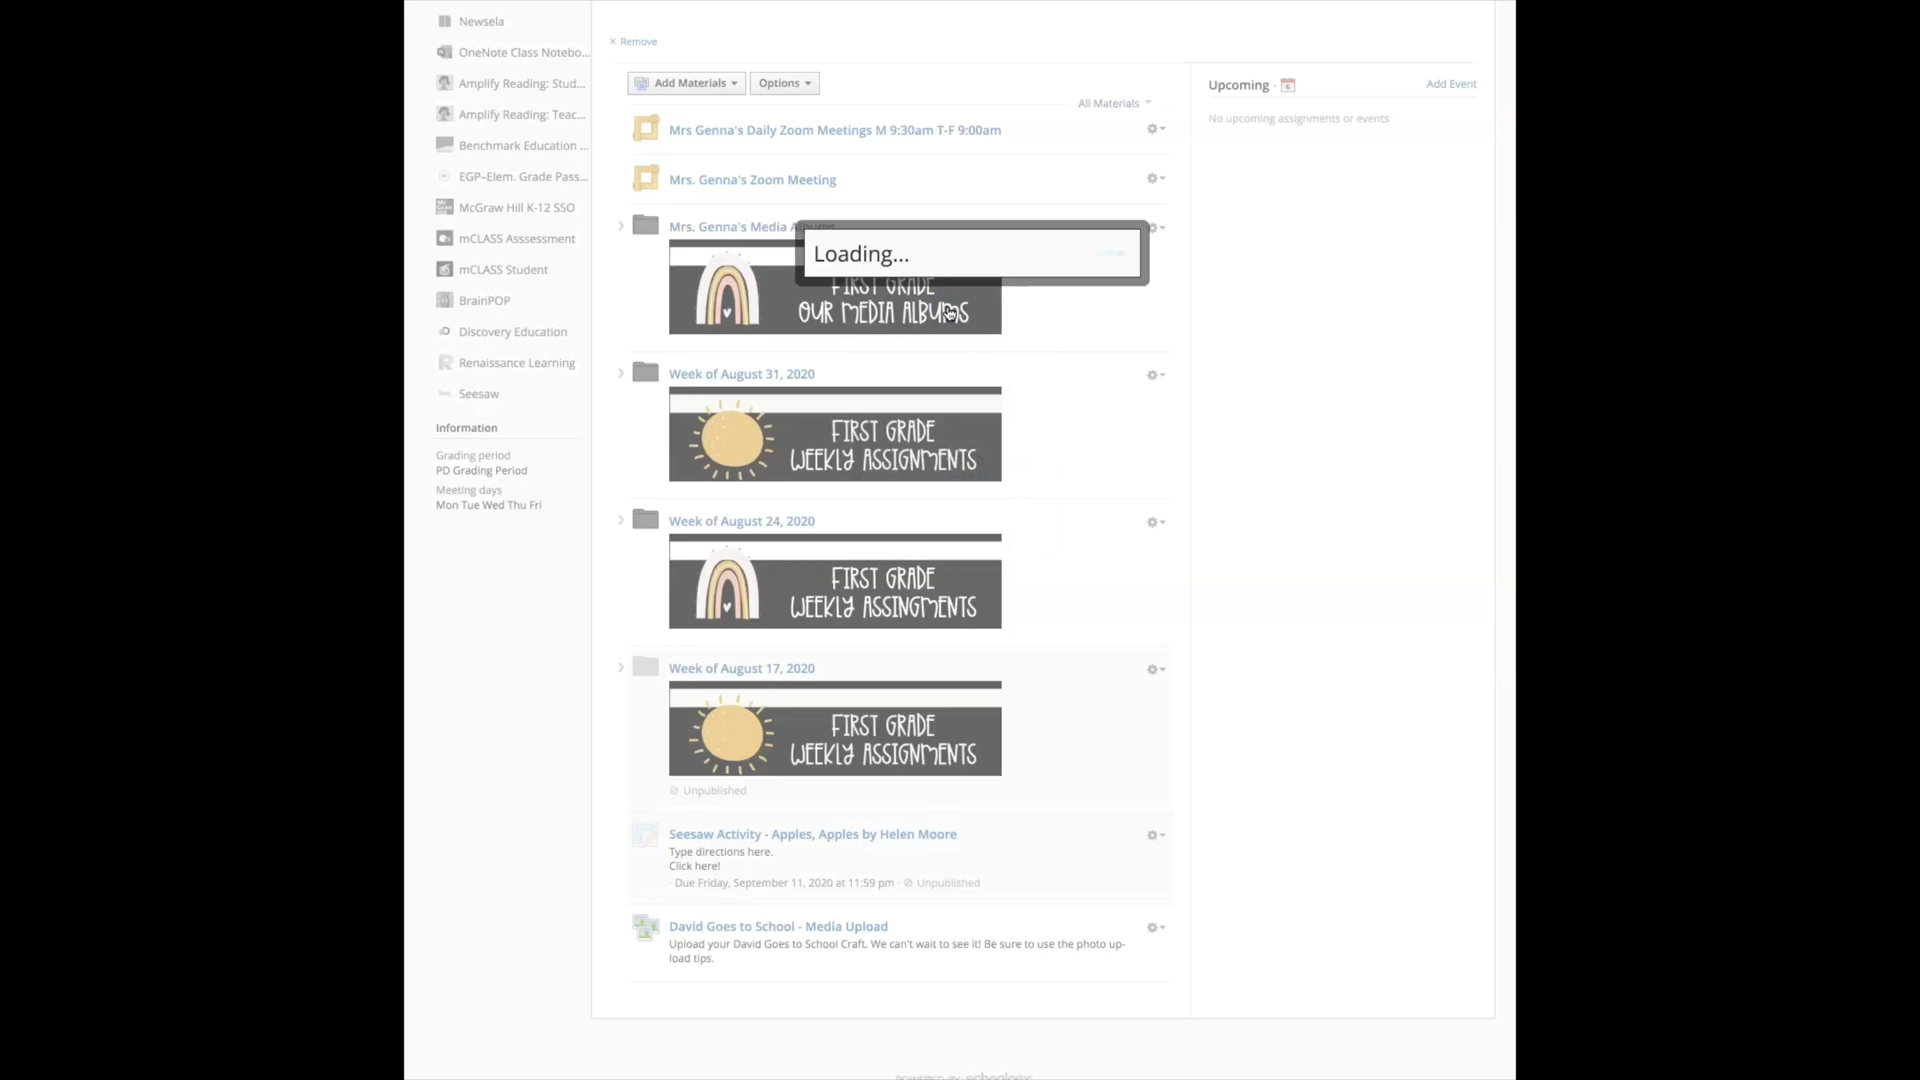 Newsela
OneNote Class Notebo...
Amplify Reading: Stud...
Amplify Reading: Teac...
Benchmark Education ...
EGP–Elem. Grade Pass...
McGraw Hill K-12 SSO
mCLASS Asssessment
mCLASS Student
BrainPOP
Discovery Education
Renaissance Learning
Seesaw
Information
Grading period
PD Grading Period
Meeting days
Mon Tue Wed Thu Fri
× Remove
Add Materials
Options
All Materials
Mrs Genna's Daily Zoom Meetings M 9:30am T-F 9:00am
Mrs. Genna's Zoom Meeting
Mrs. Genna's Media Albums
Loading...
FIRST GRADE
OUR MEDIA ALBUMS
Week of August 31, 2020
FIRST GRADE
WEEKLY ASSIGNMENTS
Week of August 24, 2020
FIRST GRADE
WEEKLY ASSINGMENTS
Week of August 17, 2020
FIRST GRADE
WEEKLY ASSIGNMENTS
Unpublished
Seesaw Activity - Apples, Apples by Helen Moore
Type directions here.
Click here!
· Due Friday, September 11, 2020 at 11:59 pm · Unpublished
David Goes to School - Media Upload
Upload your David Goes to School Craft. We can't wait to see it! Be sure to use the photo up-
load tips.
Upcoming ·
Add Event
No upcoming assignments or events
POWERED BY schoology